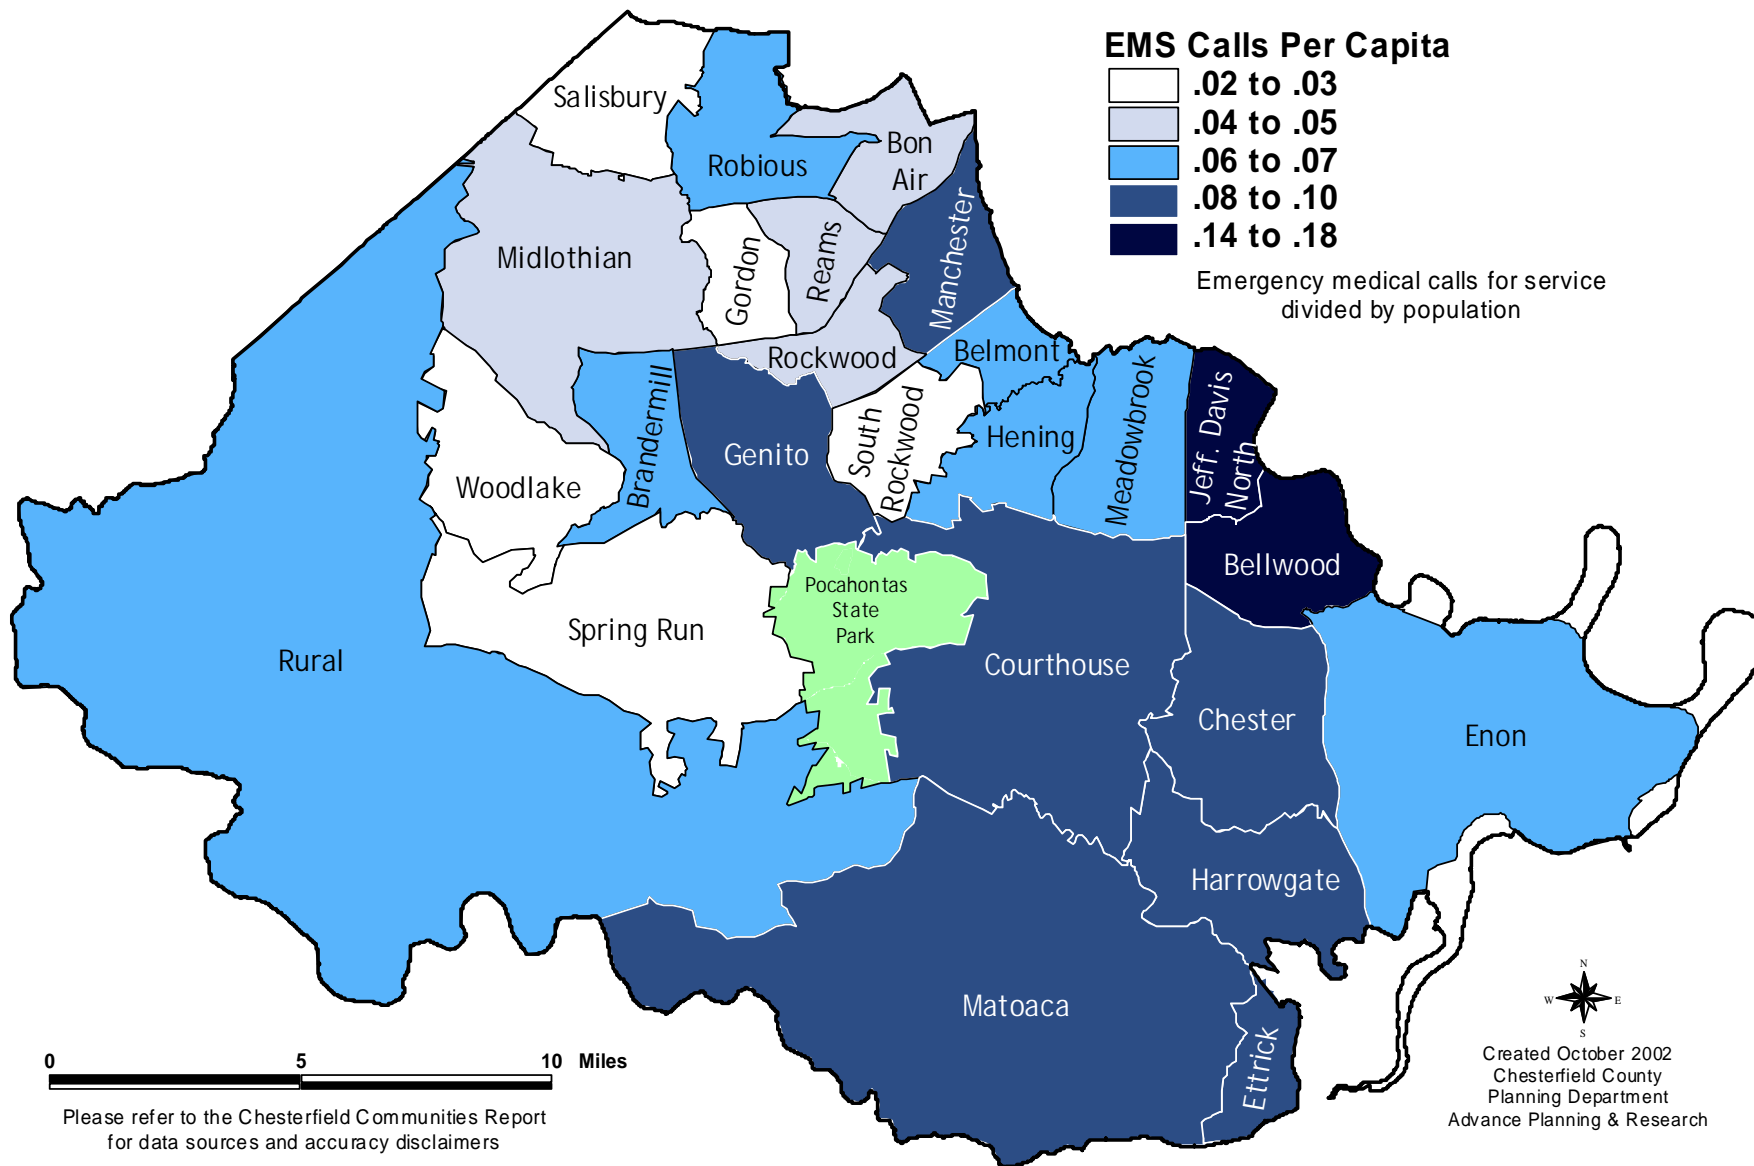 EMS Calls Per Capita
.02 to .03
.04 to .05
.06 to .07
.08 to .10
.14 to .18
Emergency medical calls for service
divided by population
Salisbury
Robious
Bon
Air
Midlothian
Gordon
Reams
Manchester
Rockwood
Belmont
Brandermill
Genito
South
Rockwood
Hening
Meadowbrook
Jeff. Davis
North
Woodlake
Bellwood
Pocahontas
State
Park
Spring Run
Rural
Courthouse
Chester
Enon
Harrowgate
Matoaca
Ettrick
N
W
E
S
0
5
10
Miles
Please refer to the Chesterfield Communities Report
for data sources and accuracy disclaimers
Created October 2002
Chesterfield County
Planning Department
Advance Planning & Research